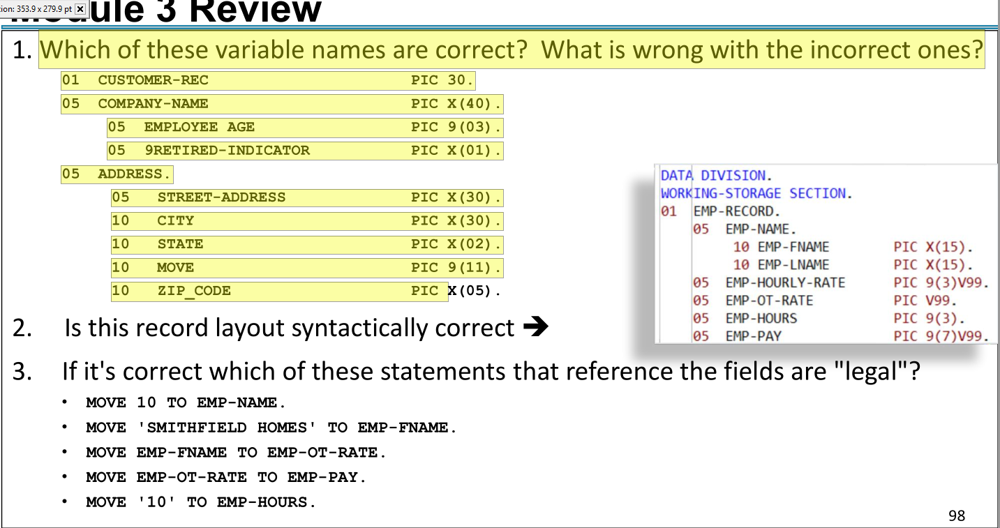 ion: 353.9 x 279.9 pt
Module 3 Review
1. Which of these variable names are correct? What is wrong with the incorrect ones?
01 CUSTOMER-REC PIC 30.
05 COMPANY-NAME PIC X(40).
05 EMPLOYEE AGE PIC 9(03).
05 9RETIRED-INDICATOR PIC X(01).
05 ADDRESS.
05 STREET-ADDRESS PIC X(30).
10 CITY PIC X(30).
10 STATE PIC X(02).
10 MOVE PIC 9(11).
10 ZIP_CODE PIC X(05).
DATA DIVISION.
WORKING-STORAGE SECTION.
01 EMP-RECORD.
05 EMP-NAME.
10 EMP-FNAME PIC X(15).
10 EMP-LNAME PIC X(15).
05 EMP-HOURLY-RATE PIC 9(3)V99.
05 EMP-OT-RATE PIC V99.
05 EMP-HOURS PIC 9(3).
05 EMP-PAY PIC 9(7)V99.
2. Is this record layout syntactically correct ➔
3. If it's correct which of these statements that reference the fields are "legal"?
• MOVE 10 TO EMP-NAME.
• MOVE 'SMITHFIELD HOMES' TO EMP-FNAME.
• MOVE EMP-FNAME TO EMP-OT-RATE.
• MOVE EMP-OT-RATE TO EMP-PAY.
• MOVE '10' TO EMP-HOURS.
98